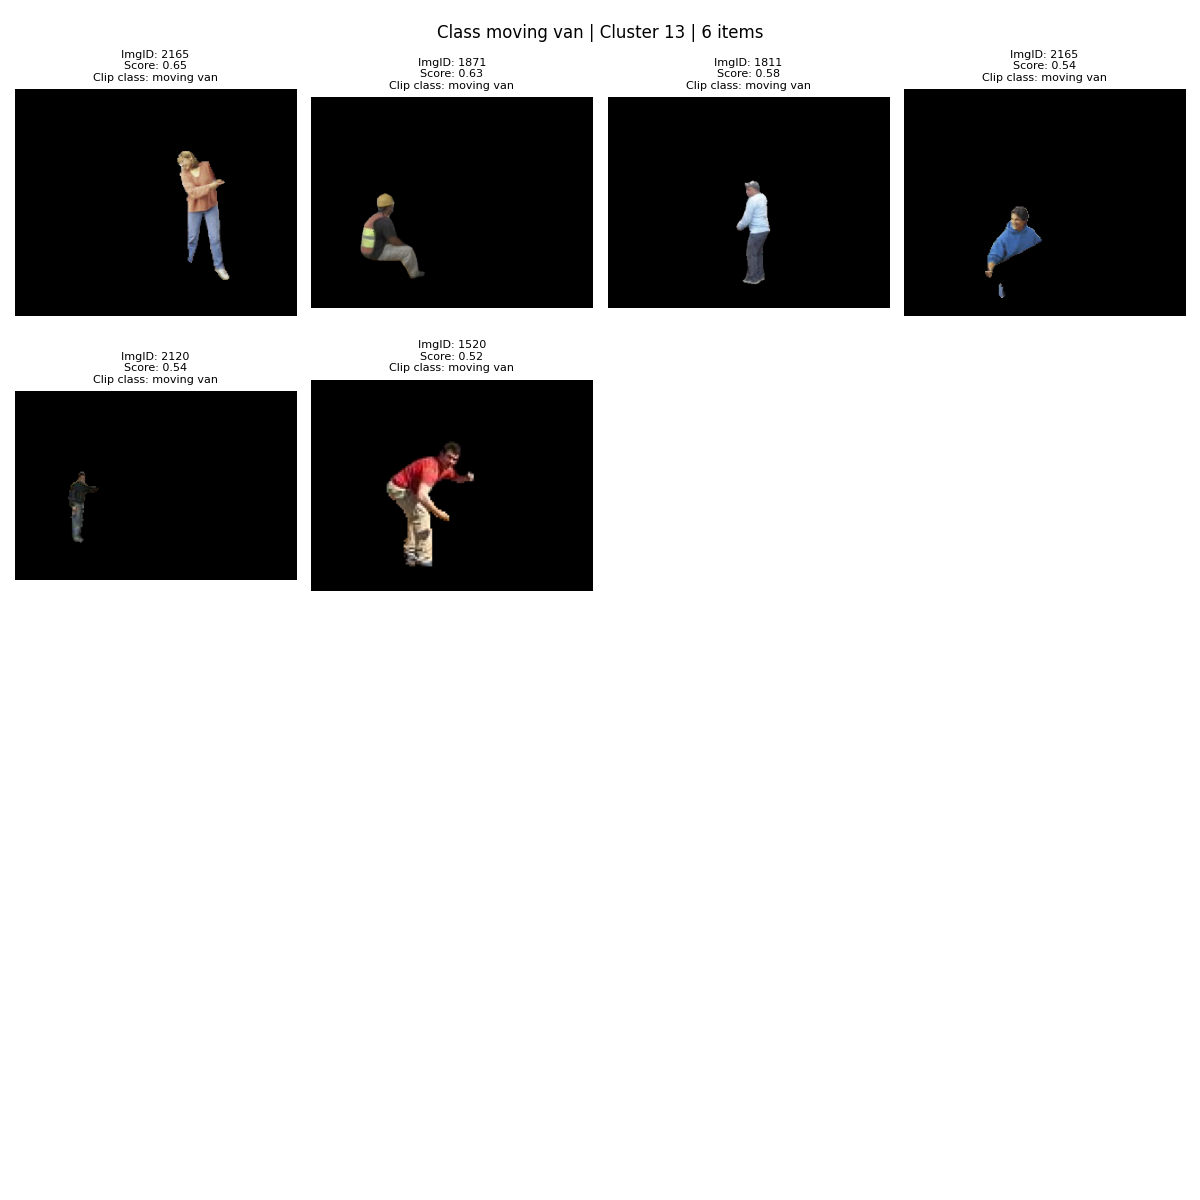 Class moving van | Cluster 13 | 6 items
ImgID: 2165
Score: 0.65
Clip class: moving van
ImgID: 1871
Score: 0.63
Clip class: moving van
ImgID: 1811
Score: 0.58
Clip class: moving van
ImgID: 2165
Score: 0.54
Clip class: moving van
ImgID: 2120
Score: 0.54
Clip class: moving van
ImgID: 1520
Score: 0.52
Clip class: moving van